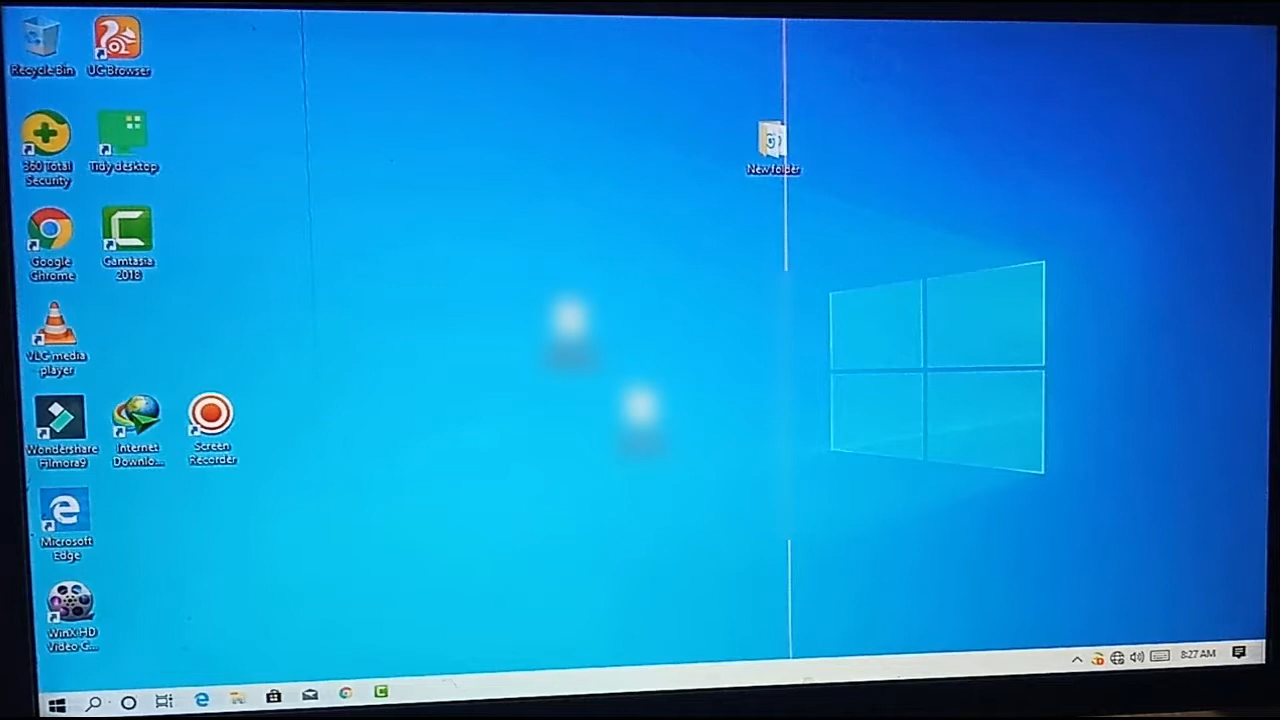 Recycle Bin
UC Browser
360 Total
Security
Tidy desktop
New folder
Google
Chrome
Camtasia
2018
VLC media
player
Wondershare
Filmora9
Internet
Downlo...
Screen
Recorder
Microsoft
Edge
WinX HD
Video C...
8:27 AM